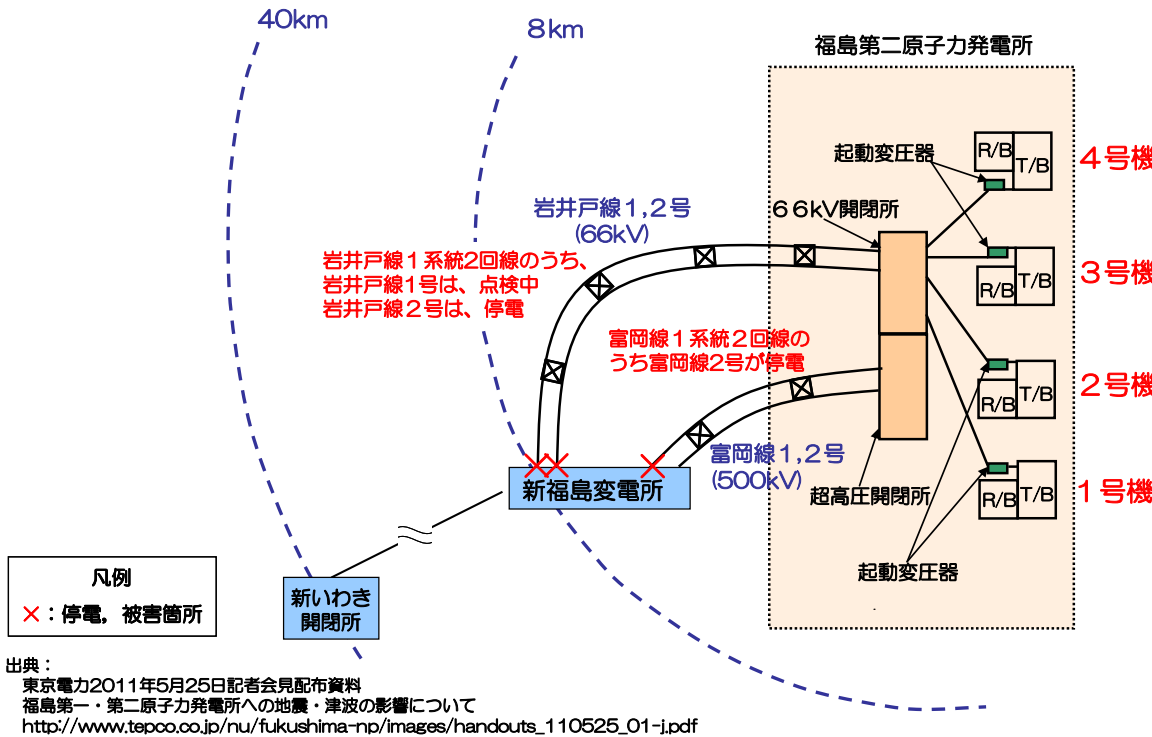 40km
8km
福島第二原子力発電所
起動変圧器
R/B
T/B
4号機
岩井戸線1,2号
(66kV)
66kV開閉所
岩井戸線1系統2回線のうち、
岩井戸線1号は、点検中
岩井戸線2号は、停電
R/B
T/B
3号機
富岡線1系統2回線の
うち富岡線2号が停電
R/B
T/B
2号機
富岡線1,2号
(500kV)
新福島変電所
超高圧開閉所
R/B
T/B
1号機
起動変圧器
凡例
×：停電，被害箇所
新いわき
開閉所
出典：
東京電力2011年5月25日記者会見配布資料
福島第一・第二原子力発電所への地震・津波の影響について
http://www.tepco.co.jp/nu/fukushima-np/images/handouts_110525_01-j.pdf